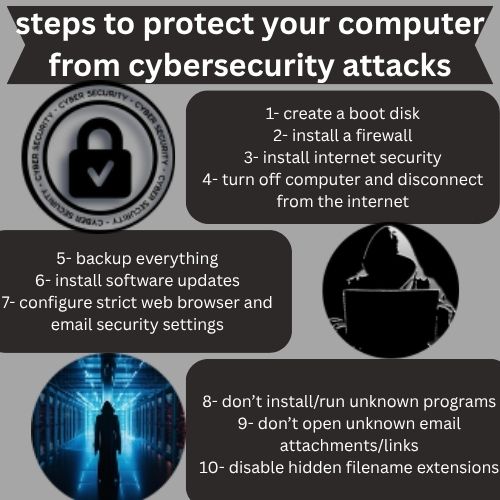 steps to protect your computer
from cybersecurity attacks
CYBER SECURITY · CYBER SECURITY · CYBER SECURITY · CYBER SECURITY ·
1- create a boot disk
2- install a firewall
3- install internet security
4- turn off computer and disconnect
from the internet
5- backup everything
6- install software updates
7- configure strict web browser and
email security settings
8- don’t install/run unknown programs
9- don’t open unknown email
attachments/links
10- disable hidden filename extensions